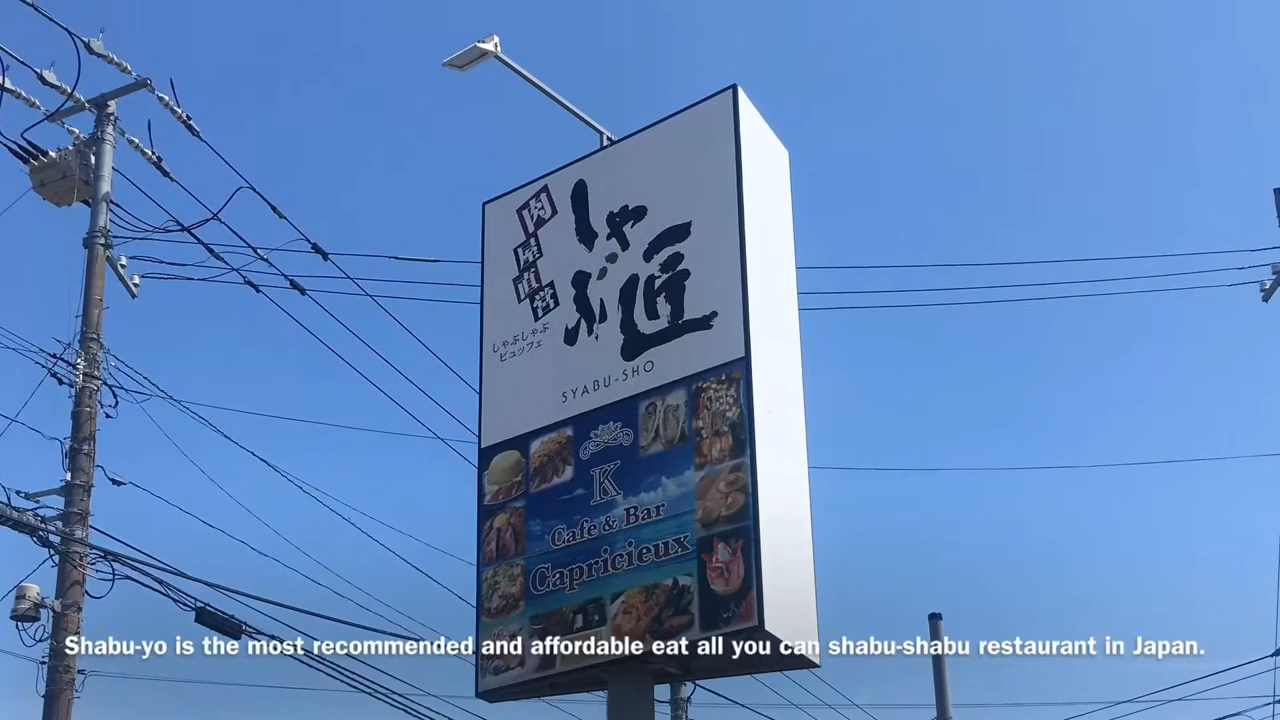 肉屋直営
しゃぶ匠
しゃぶしゃぶ
ビュッフェ
SYABU-SHO
K
Cafe & Bar
Capricieux
Shabu-yo is the most recommended and affordable eat all you can shabu-shabu restaurant in Japan.